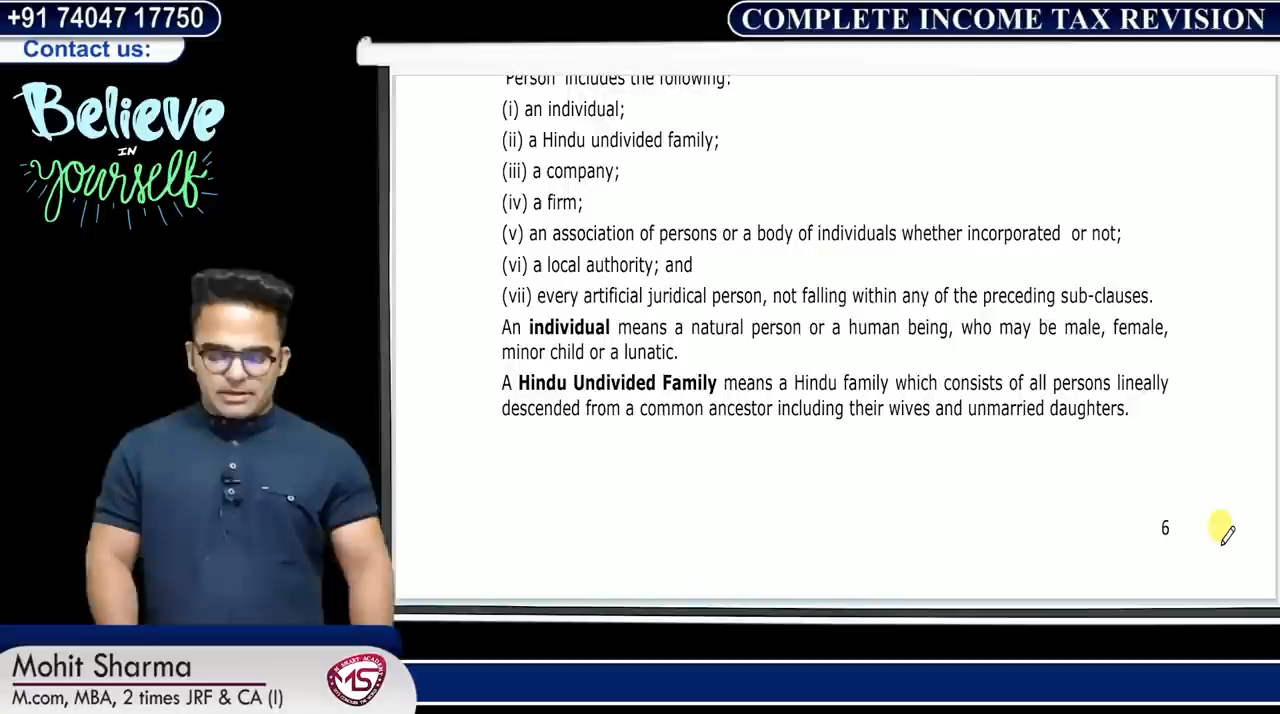 +91 74047 17750
Contact us:
COMPLETE INCOME TAX REVISION
Believe
IN
yourself
'Person' includes the following:
(i) an individual;
(ii) a Hindu undivided family;
(iii) a company;
(iv) a firm;
(v) an association of persons or a body of individuals whether incorporated or not;
(vi) a local authority; and
(vii) every artificial juridical person, not falling within any of the preceding sub-clauses.
An individual means a natural person or a human being, who may be male, female,
minor child or a lunatic.
A Hindu Undivided Family means a Hindu family which consists of all persons lineally
descended from a common ancestor including their wives and unmarried daughters.
6
Mohit Sharma
M.com, MBA, 2 times JRF & CA (I)
MS